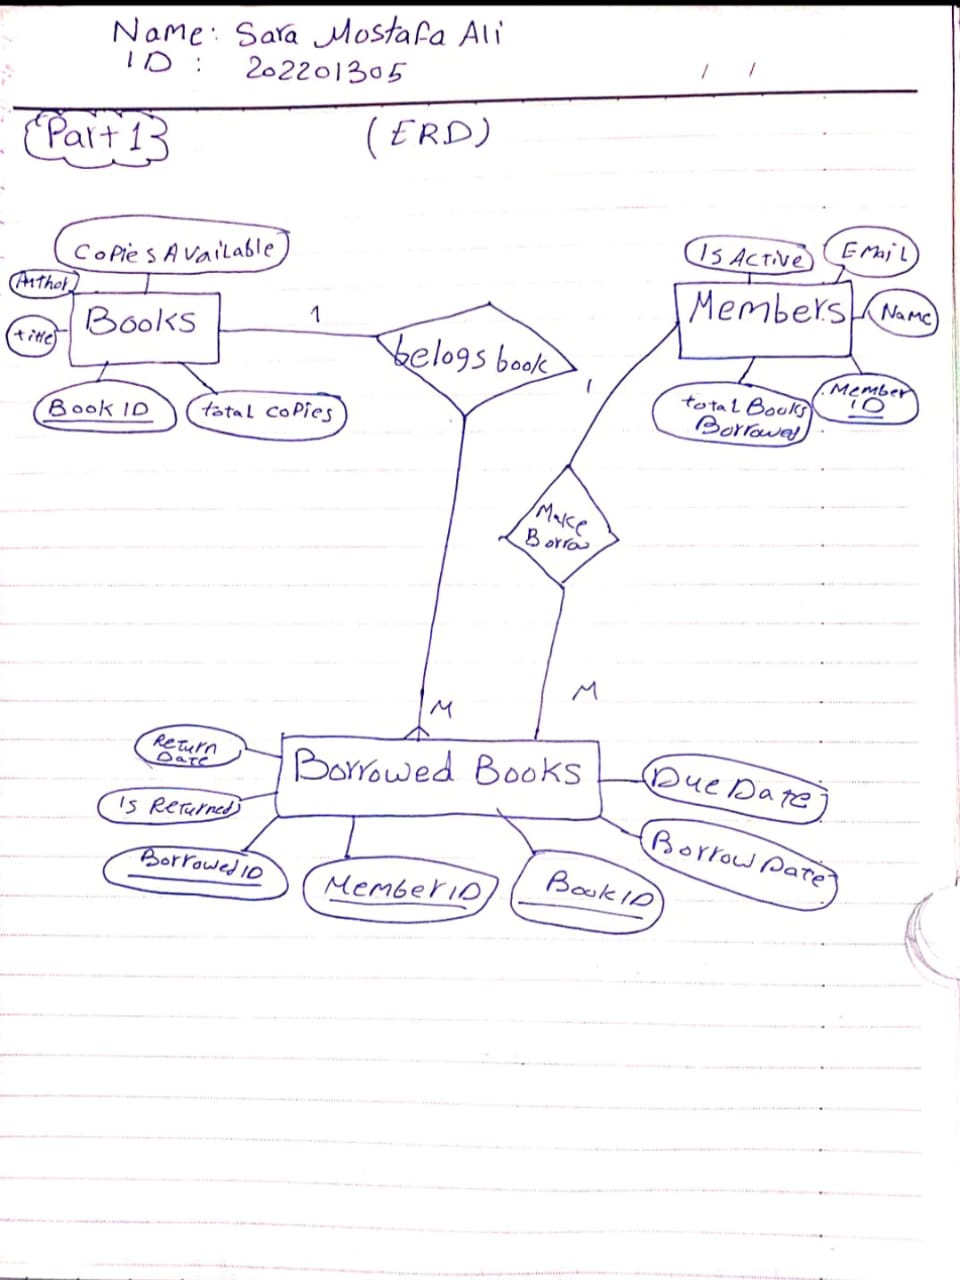 Name: Sara Mostafa Ali
ID : 202201305
/ /
Part 1
(ERD)
Copies Available
Author
title
Books
Book ID
total copies
1
belogs book
Is Active
Email
Members
Name
total Books
Borrowed
Member
ID
1
Make
Borrow
M
M
Return
Date
Is Returned
Borrowed Books
Due Date
Borrow Date
Borrowed ID
Member ID
Book ID